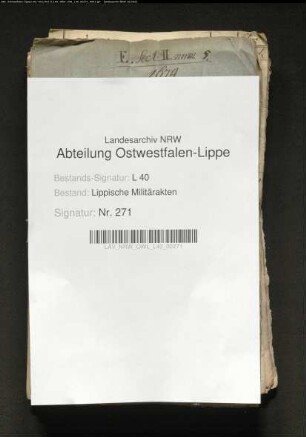 Landesarchiv NRW
Abteilung Ostwestfalen-Lippe
Bestands-Signatur: L 40
Bestand: Lippische Militärakten
Signatur: Nr. 271